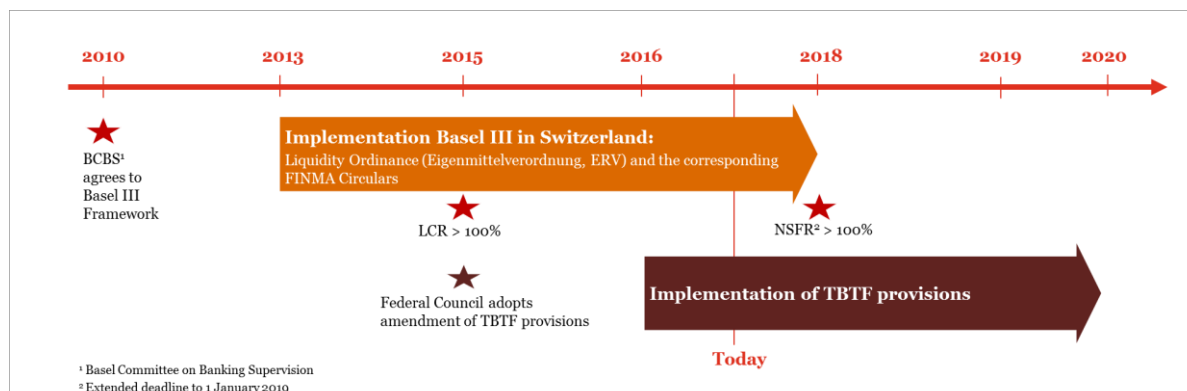 2010 2013 2015 2016 2018 2019 2020
Implementation Basel III in Switzerland:
Liquidity Ordinance (Eigenmittelverordnung, ERV) and the corresponding
FINMA Circulars
BCBS¹
agrees to
Basel III
Framework
LCR > 100%
NSFR² > 100%
Federal Council adopts
amendment of TBTF provisions
Implementation of TBTF provisions
Today
¹ Basel Committee on Banking Supervision
² Extended deadline to 1 January 2019